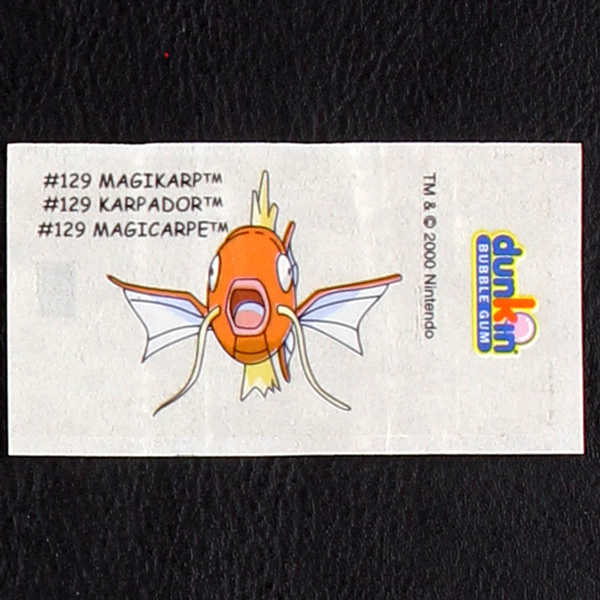 #129 MAGIKARP™
#129 KARPADOR™
#129 MAGICARPE™
TM & © 2000 Nintendo
dunkin
BUBBLE GUM